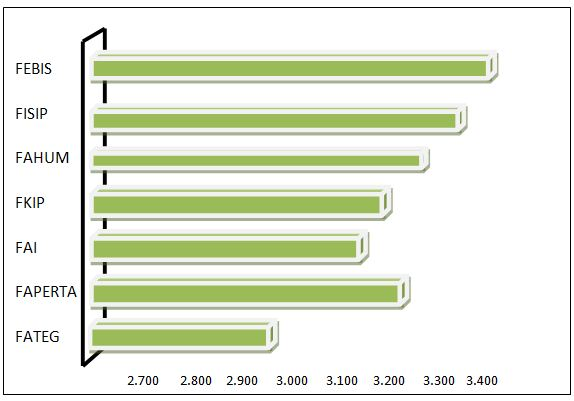 FEBIS
FISIP
FAHUM
FKIP
FAI
FAPERTA
FATEG
2.700 2.800 2.900 3.000 3.100 3.200 3.300 3.400